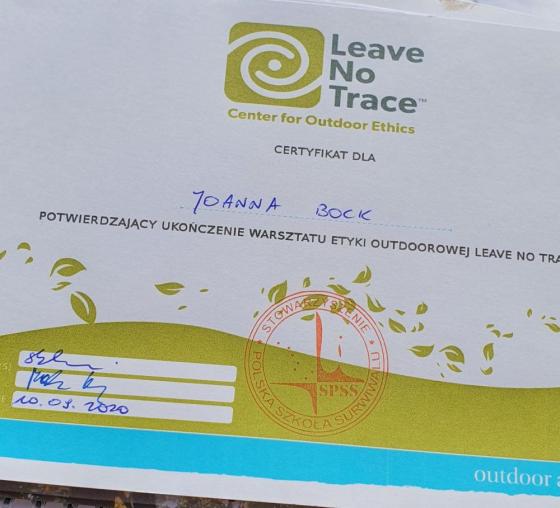 Leave
No
Trace™
Center for Outdoor Ethics
CERTYFIKAT DLA
JOANNA BOCK
POTWIERDZAJĄCY UKOŃCZENIE WARSZTATU ETYKI OUTDOOROWEJ LEAVE NO TRA
STOWARZYSZENIE
POLSKA SZKOŁA SURWIWALU
SPSS
10.09.2020
outdoor a